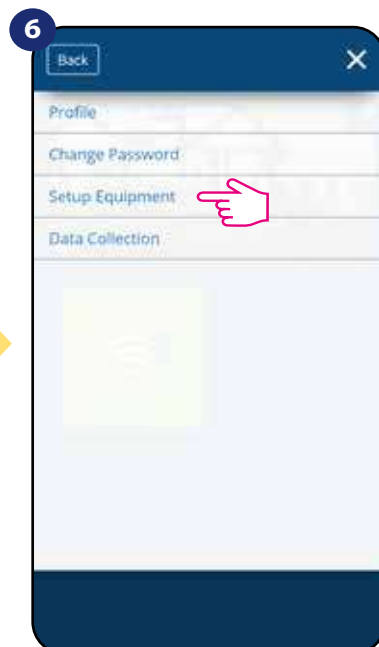 6
Back
Profile
Change Password
Setup Equipment
Data Collection